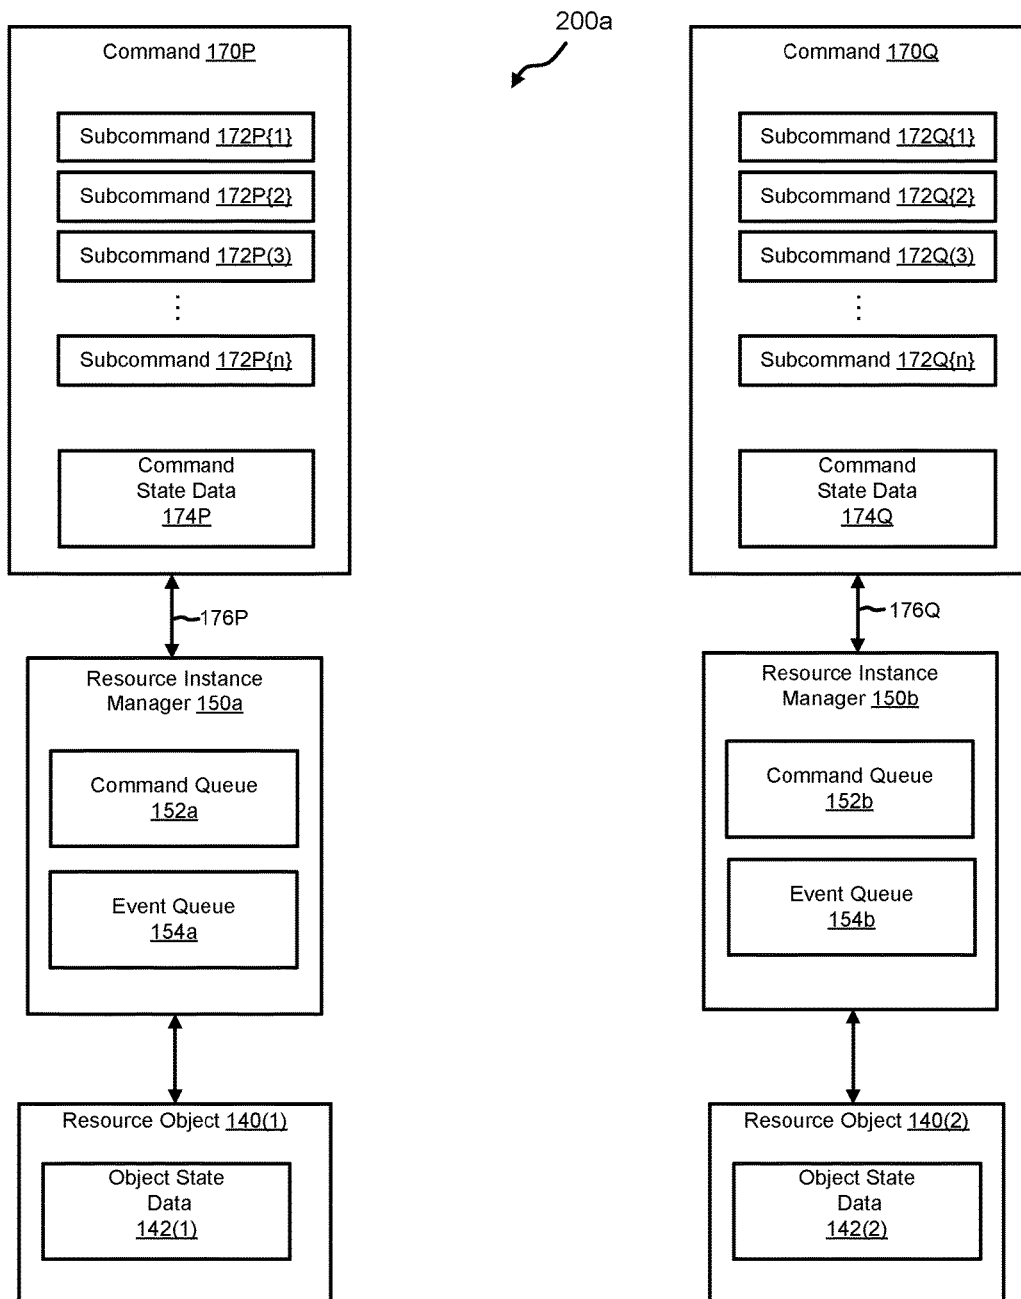 200a
Command 170P
Subcommand 172P{1}
Subcommand 172P{2}
Subcommand 172P(3)
⋮
Subcommand 172P{n}
Command
State Data
174P
176P
Resource Instance
Manager 150a
Command Queue
152a
Event Queue
154a
Resource Object 140(1)
Object State
Data
142(1)
Command 170Q
Subcommand 172Q{1}
Subcommand 172Q{2}
Subcommand 172Q(3)
⋮
Subcommand 172Q{n}
Command
State Data
174Q
176Q
Resource Instance
Manager 150b
Command Queue
152b
Event Queue
154b
Resource Object 140(2)
Object State
Data
142(2)